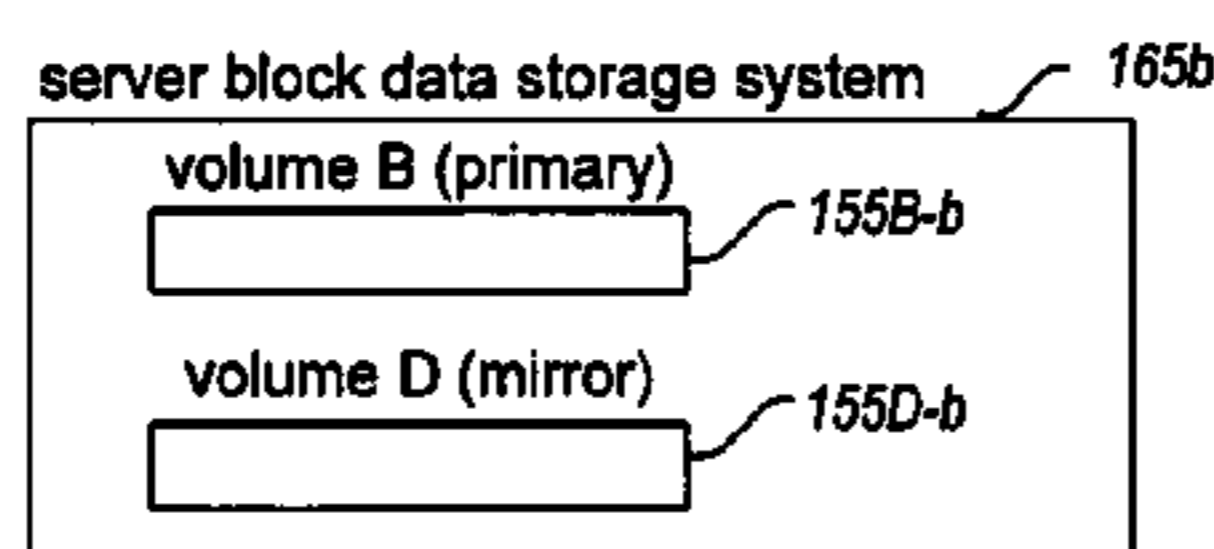 server block data storage system 165b
volume B (primary)
155B-b
volume D (mirror)
155D-b